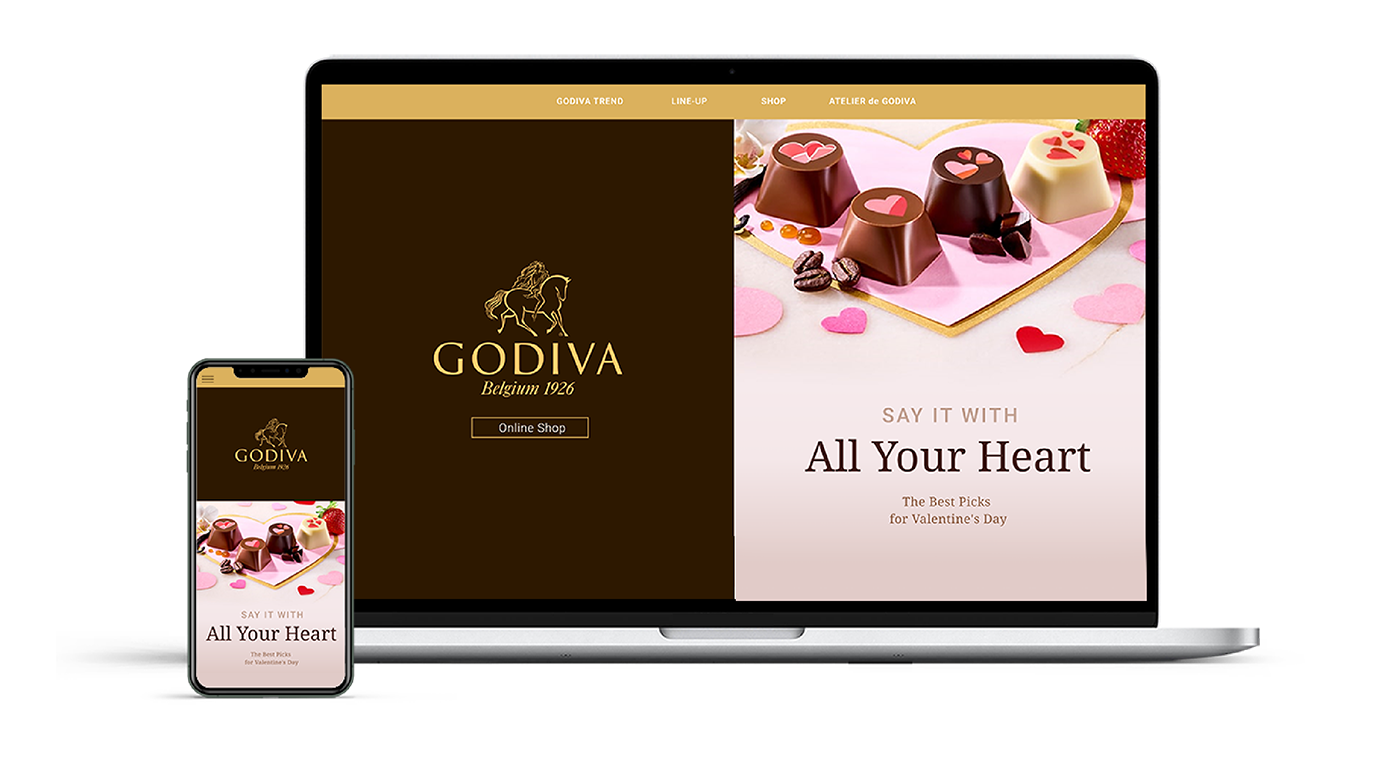 GODIVA TREND LINE-UP SHOP ATELIER de GODIVA
GODIVA
Belgium 1926
Online Shop
SAY IT WITH
All Your Heart
The Best Picks
for Valentine's Day
GODIVA
Belgium 1926
SAY IT WITH
All Your Heart
The Best Picks
for Valentine's Day